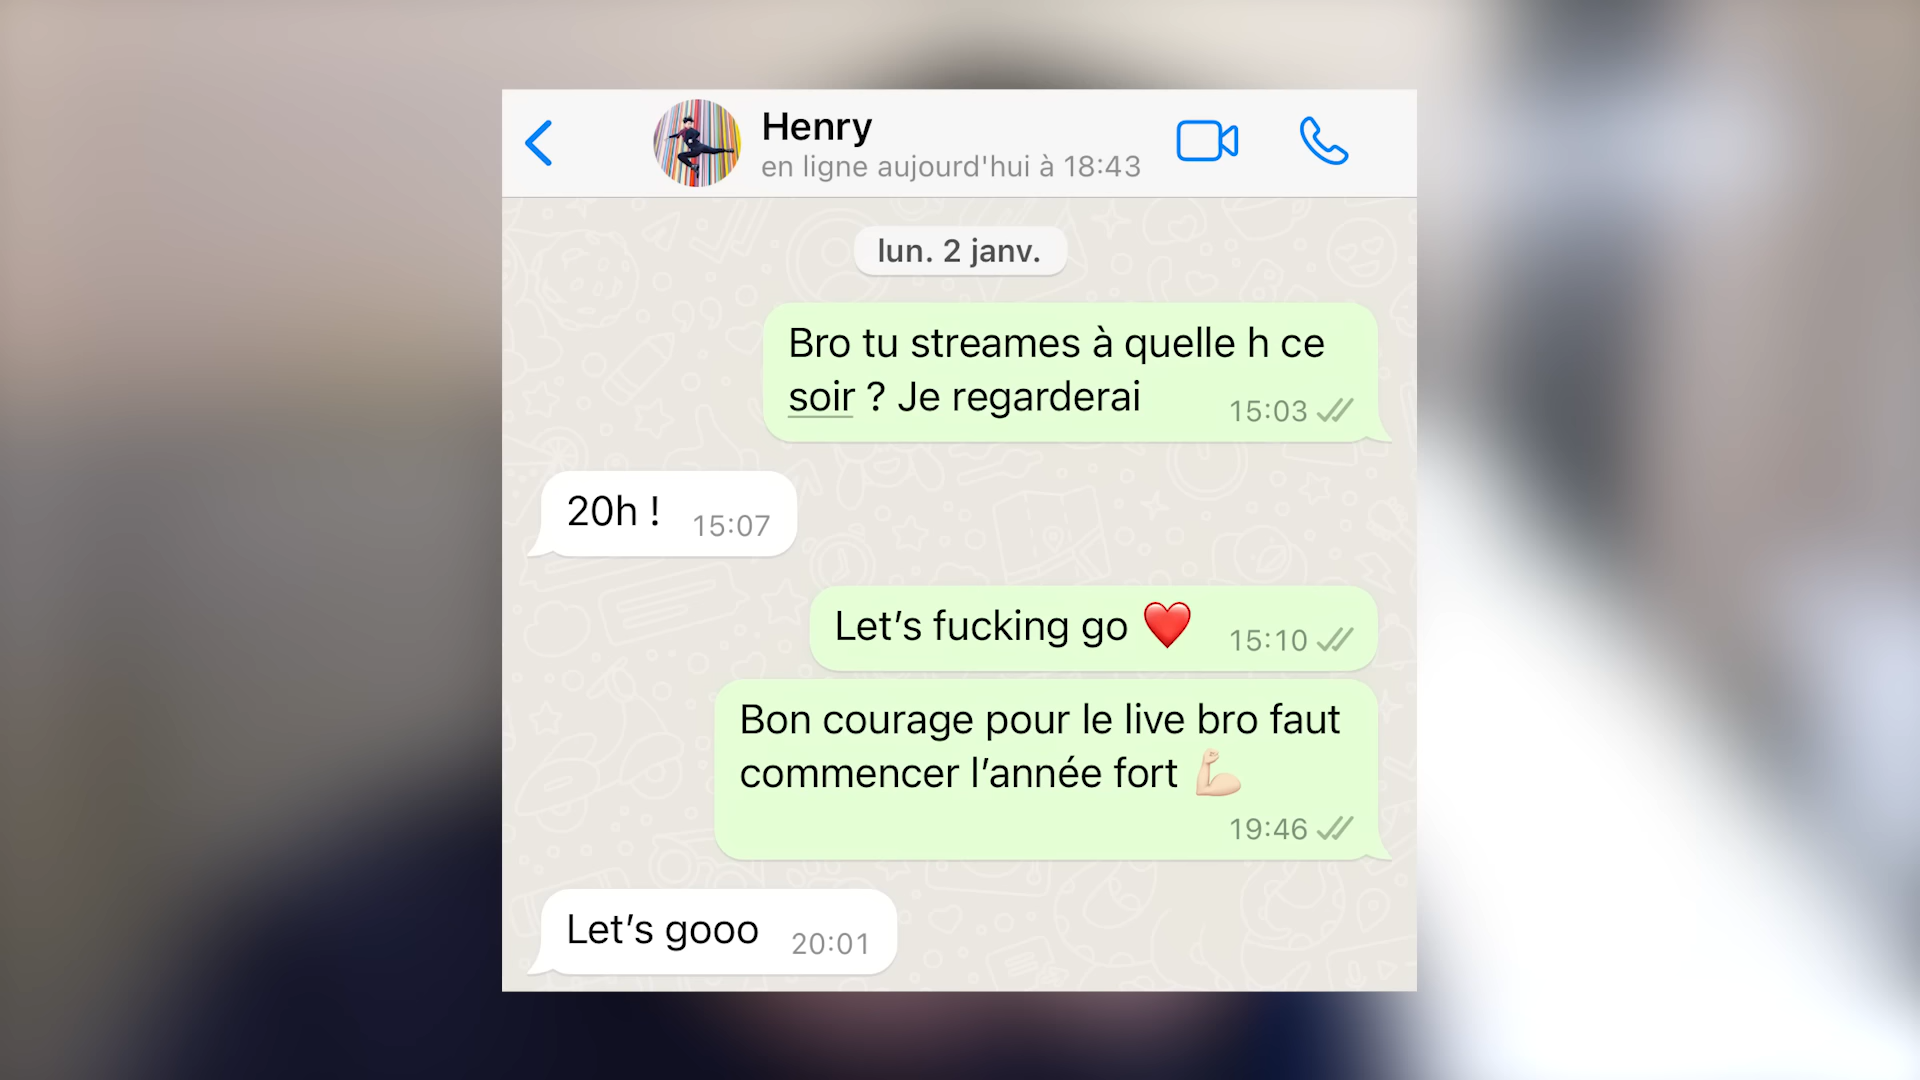 Henry
en ligne aujourd'hui à 18:43
lun. 2 janv.
Bro tu streames à quelle h ce
soir ? Je regarderai
15:03
20h !
15:07
Let’s fucking go ❤️
15:10
Bon courage pour le live bro faut
commencer l’année fort 💪🏻
19:46
Let’s gooo
20:01